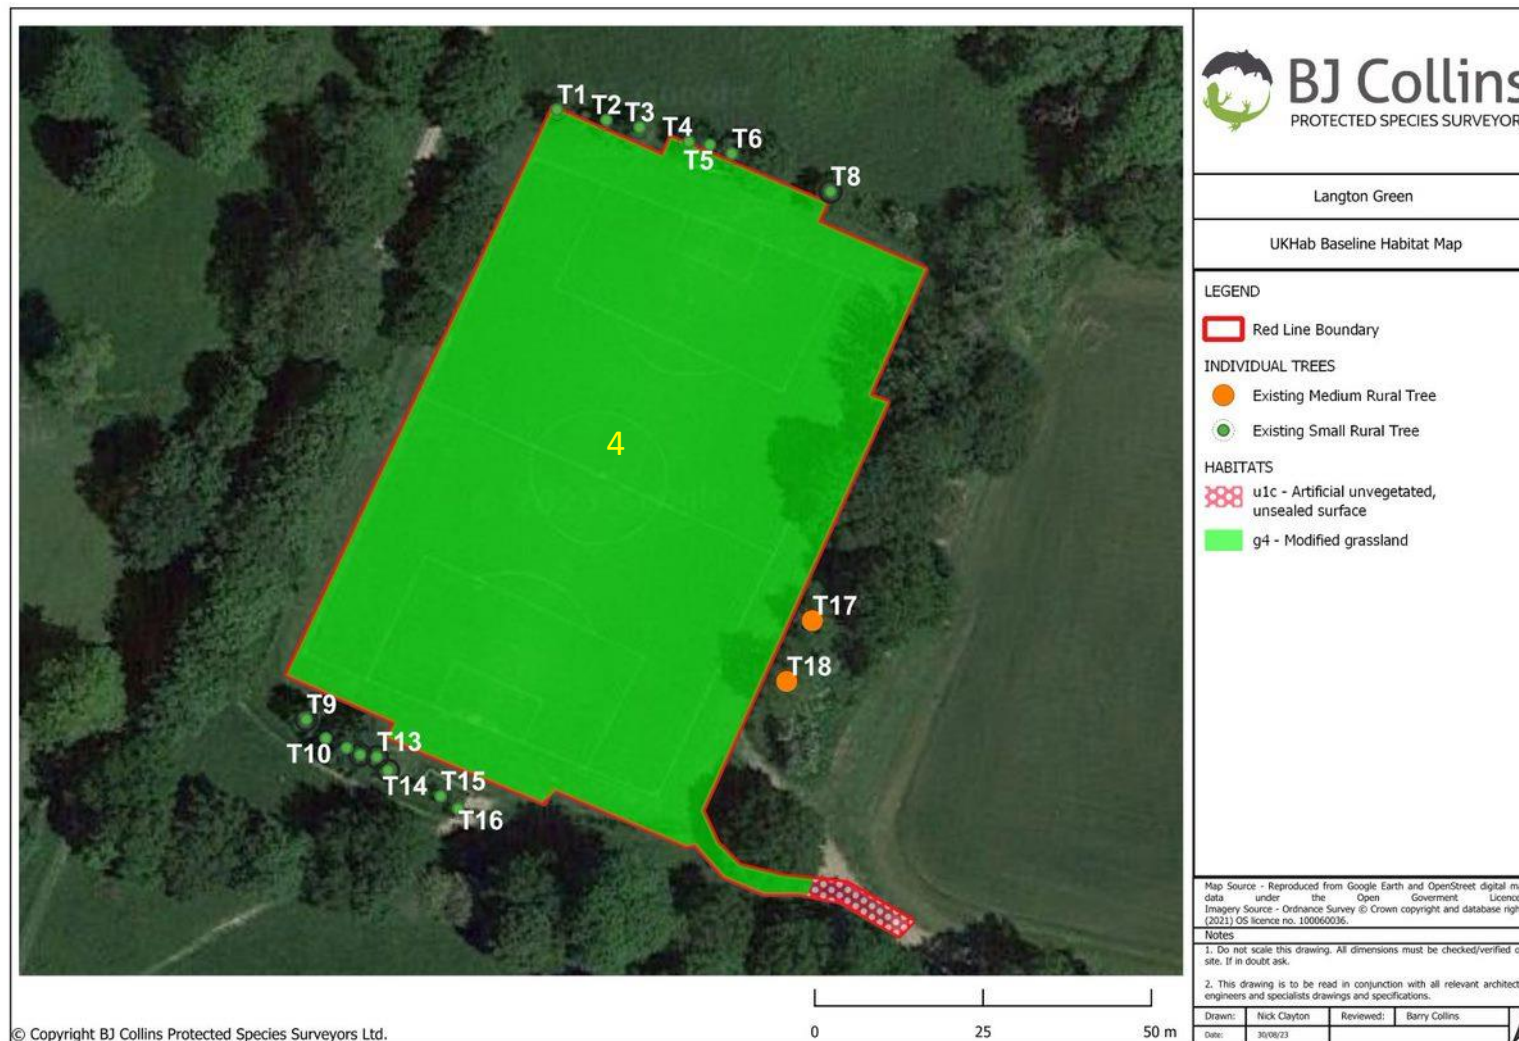 T1
T2
T3
T4
T5
T6
T8
4
T17
T18
T9
T10
T13
T14
T15
T16
© Copyright BJ Collins Protected Species Surveyors Ltd.
0 25 50 m
BJ Collins
PROTECTED SPECIES SURVEYOR
Langton Green
UKHab Baseline Habitat Map
LEGEND
Red Line Boundary
INDIVIDUAL TREES
Existing Medium Rural Tree
Existing Small Rural Tree
HABITATS
u1c - Artificial unvegetated,
unsealed surface
g4 - Modified grassland
Map Source - Reproduced from Google Earth and OpenStreet digital
data under the Open Goverment
Imagery Source - Ordnance Survey © Crown copyright and database
(2021) OS licence no. 100060036.
Notes
1. Do not scale this drawing. All dimensions must be checked/verified
site. If in doubt ask.
2. This drawing is to be read in conjunction with all relevant
engineers and specialists drawings and specifications.
Drawn: Nick Clayton Reviewed: Barry Collins
Date: 30/08/23